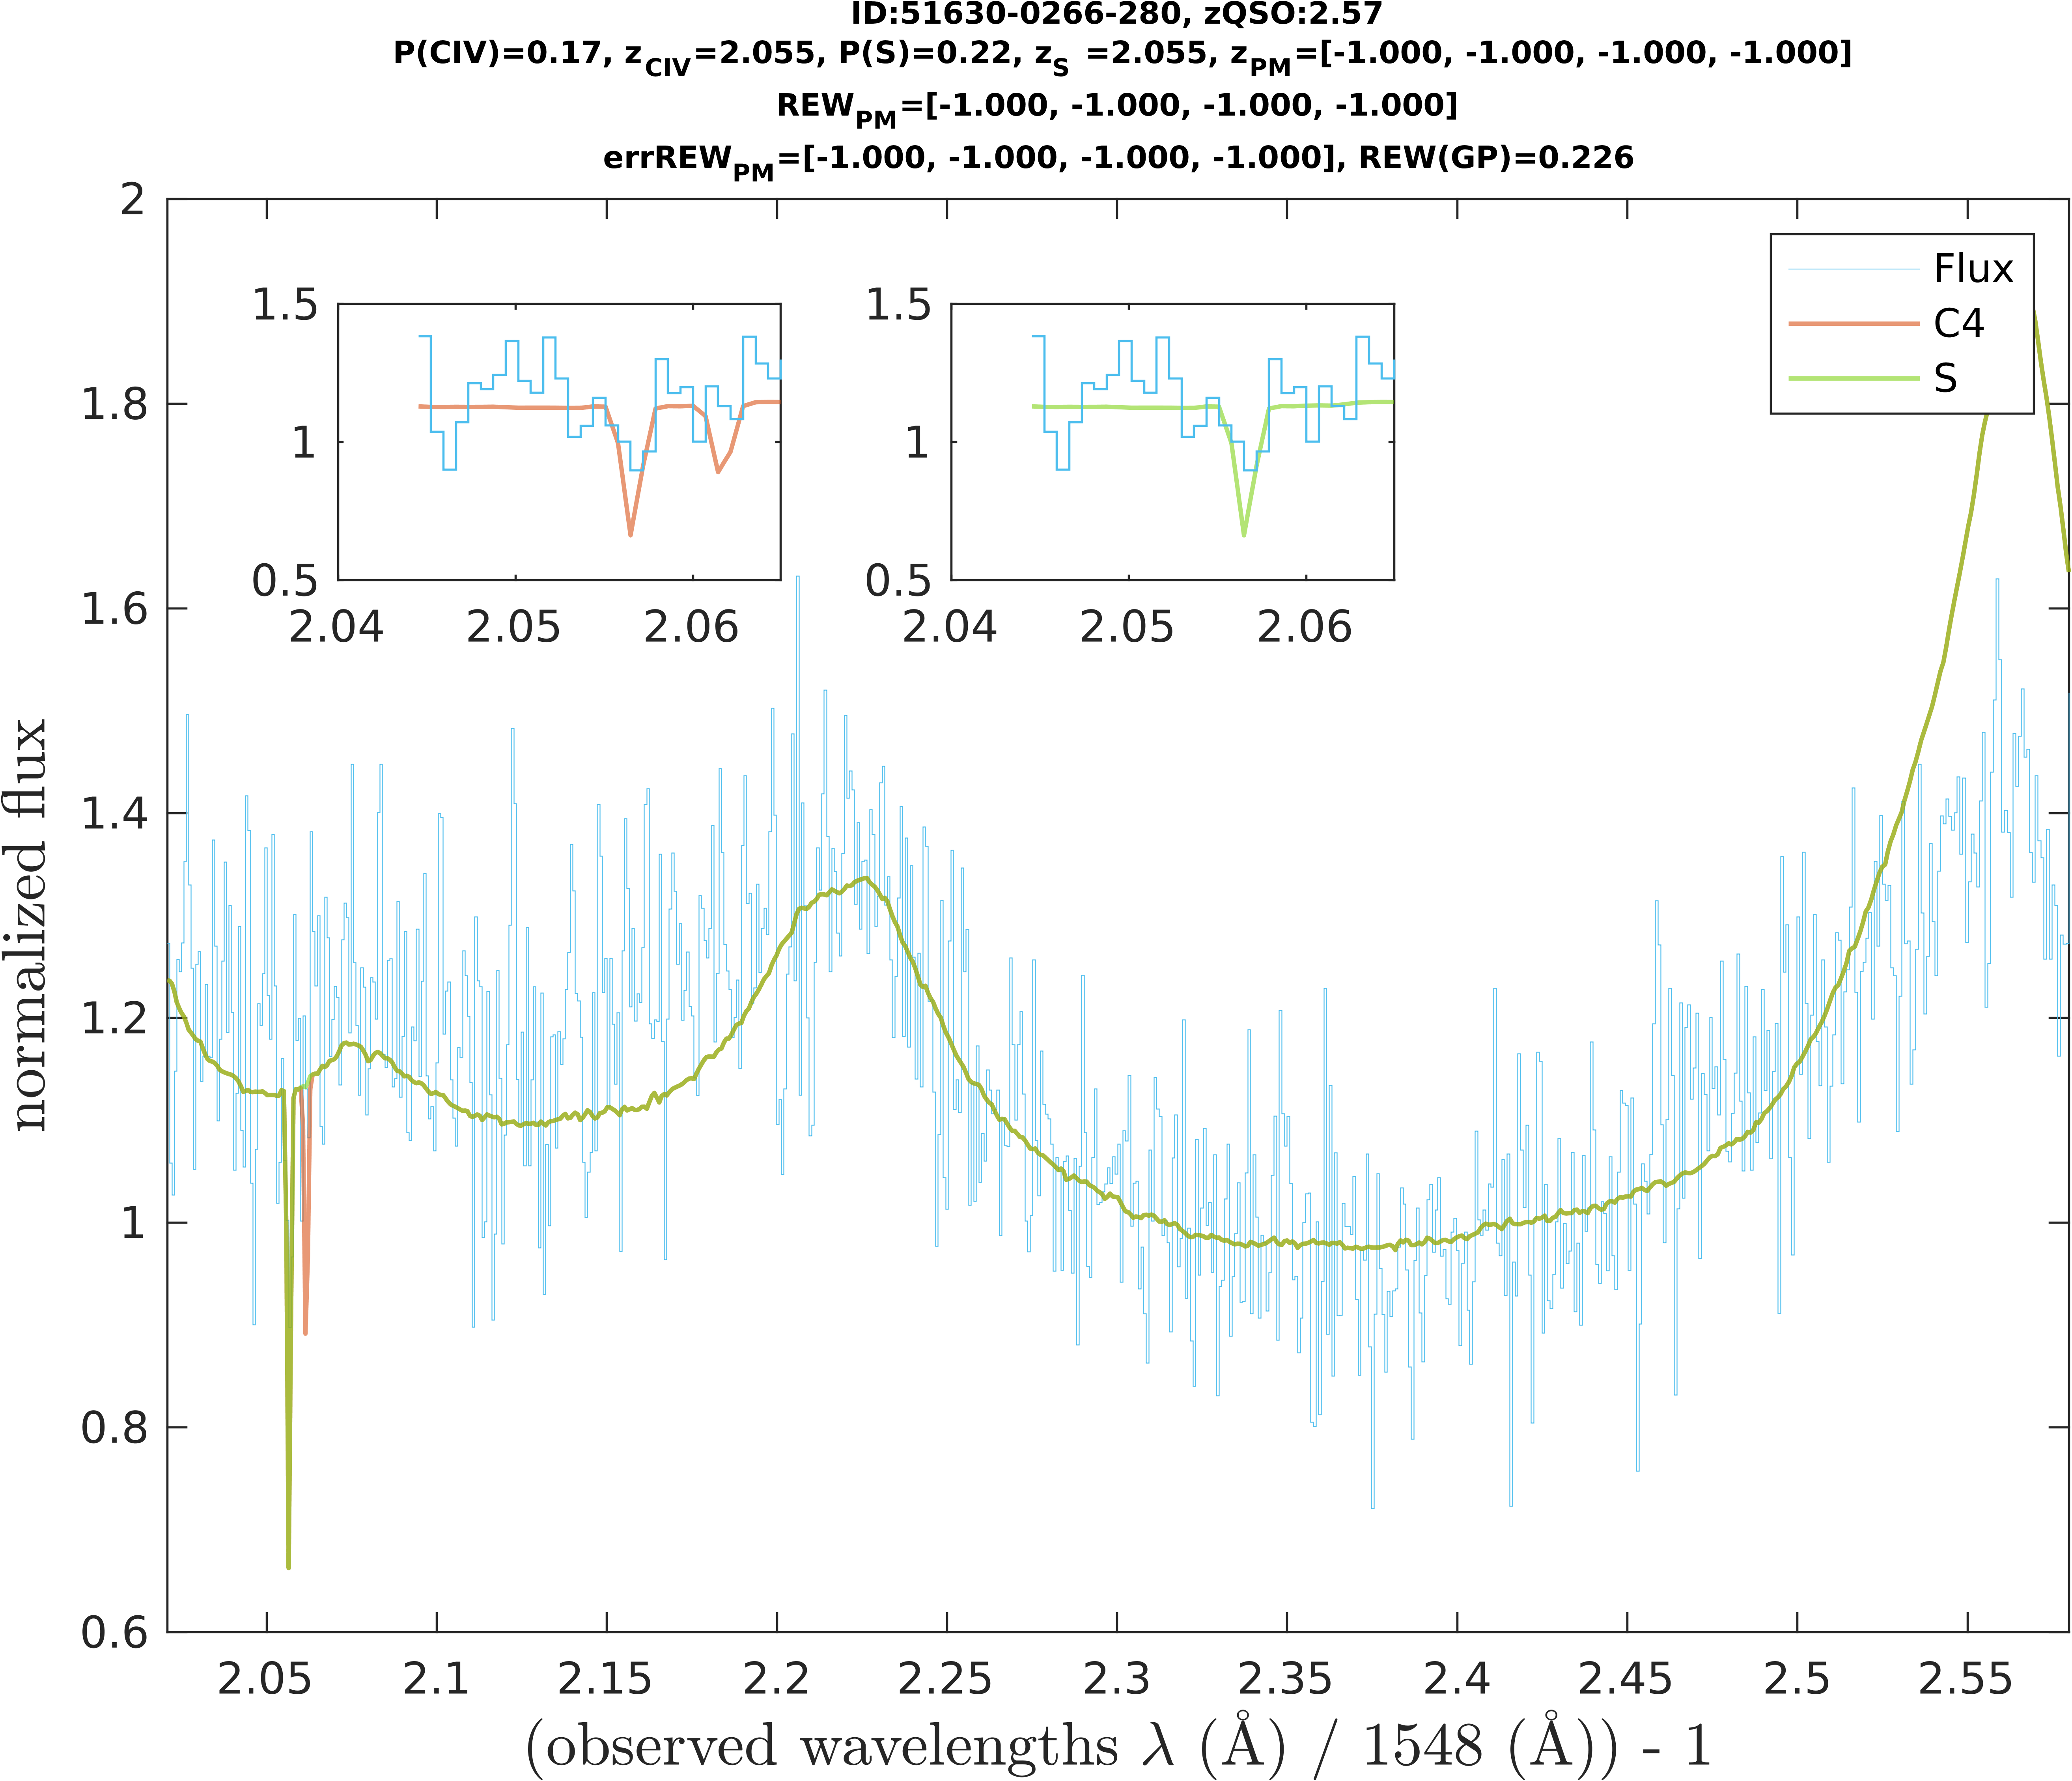 ID:51630-0266-280, zQSO:2.57
P(CIV)=0.17, zCIV=2.055, P(S)=0.22, zS =2.055, zPM=[-1.000, -1.000, -1.000, -1.000]
REWPM=[-1.000, -1.000, -1.000, -1.000]
errREWPM=[-1.000, -1.000, -1.000, -1.000], REW(GP)=0.226
2
1.8
1.6
1.4
1.2
1
0.8
0.6
normalized flux
1.5
1
0.5
2.04 2.05 2.06
1.5
1
0.5
2.04 2.05 2.06
Flux
C4
S
2.05 2.1 2.15 2.2 2.25 2.3 2.35 2.4 2.45 2.5 2.55
(observed wavelengths λ (Å) / 1548 (Å)) - 1